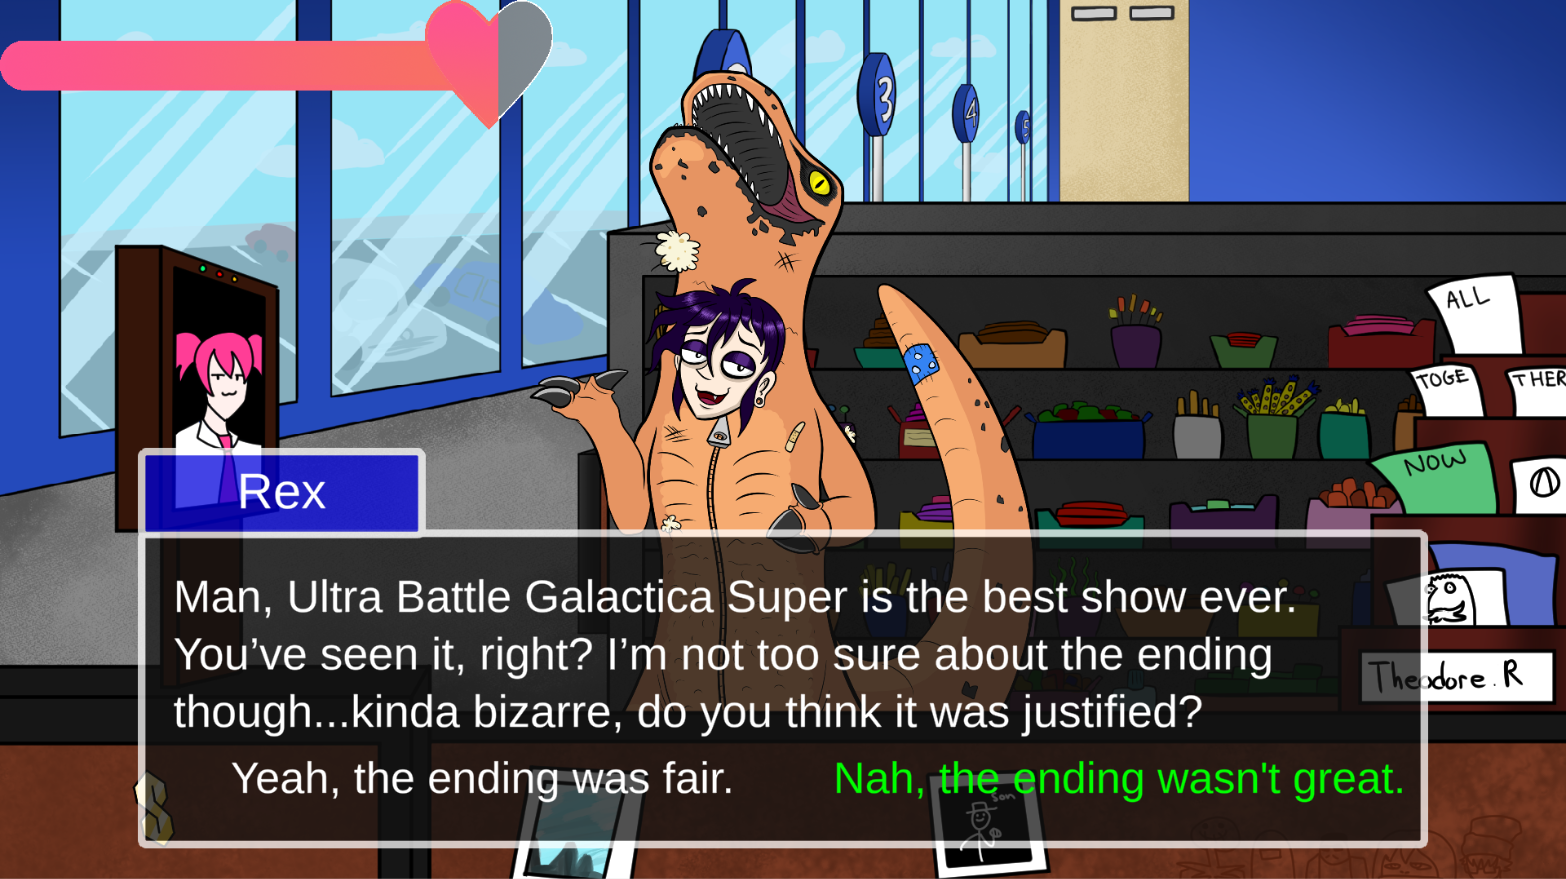 3
4
5
ALL
TOGE
THER
NOW
Rex
Man, Ultra Battle Galactica Super is the best show ever.
You’ve seen it, right? I’m not too sure about the ending
though...kinda bizarre, do you think it was justified?
Theodore.R
Yeah, the ending was fair.
Nah, the ending wasn't great.
son